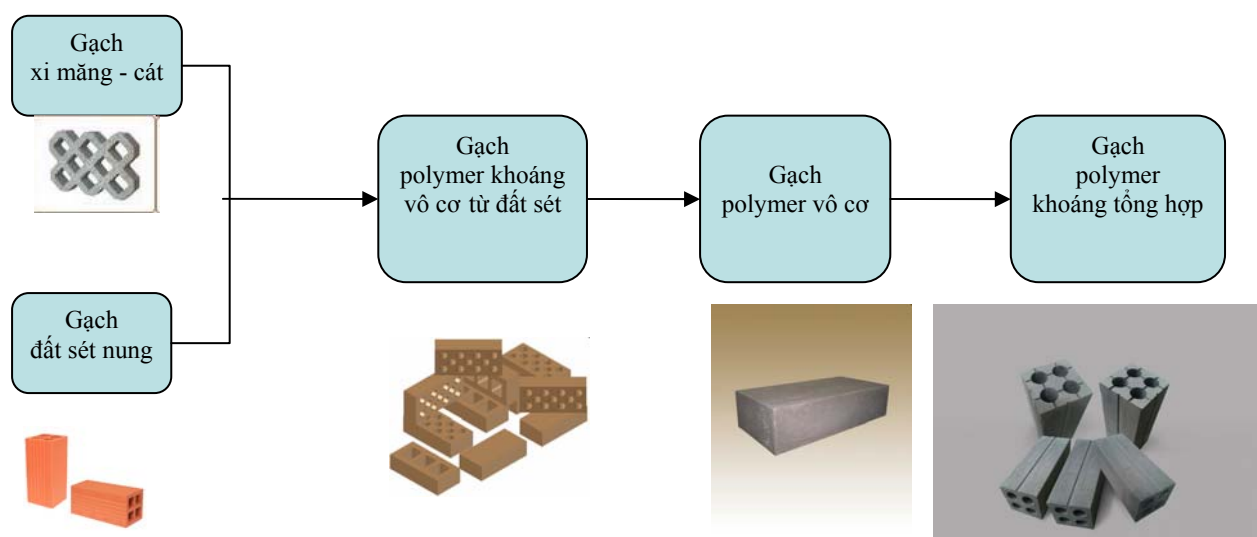 Gạch
xi măng - cát
Gạch
polymer khoáng
vô cơ từ đất sét
Gạch
polymer vô cơ
Gạch
polymer
khoáng tổng hợp
Gạch
đất sét nung